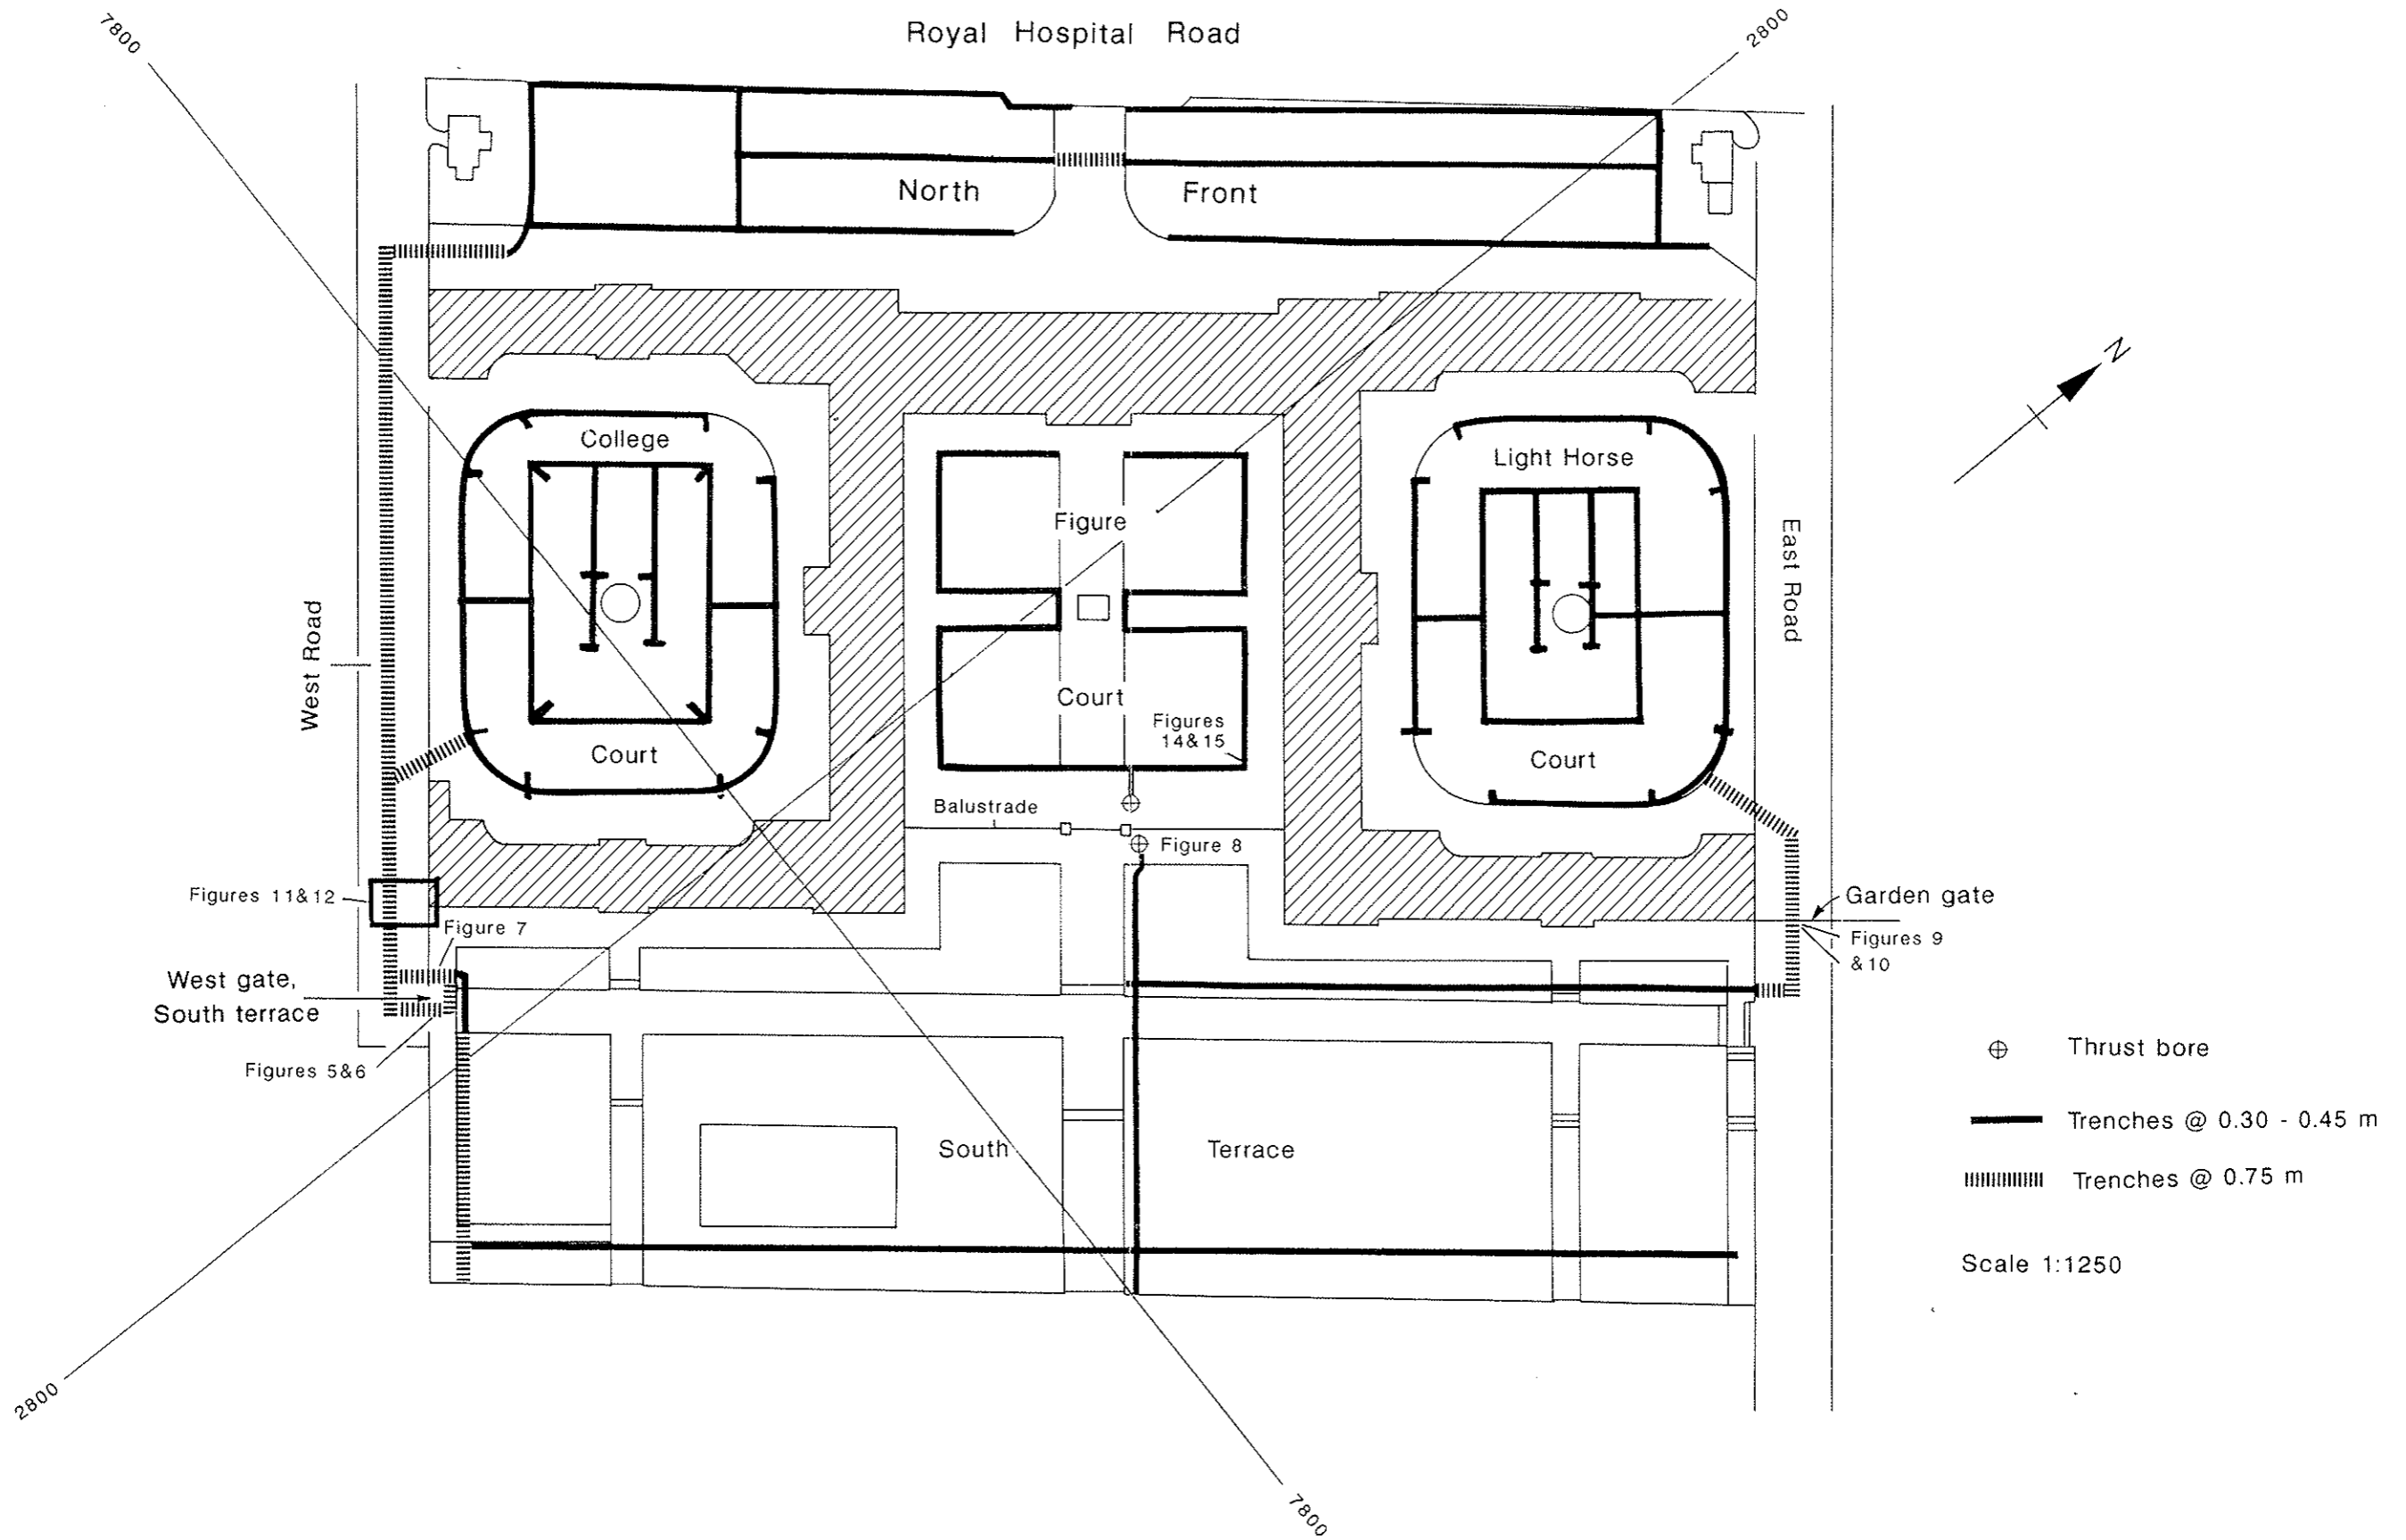 Royal Hospital Road
7800
2800
North Front
N
College
Light Horse
Figure
East Road
West Road
Court
Figures
14&15
Court
Court
Balustrade
Figure 8
Figures 11&12
Garden gate
Figure 7
Figures 9
&10
West gate,
South terrace
Figures 5&6
Thrust bore
Trenches @ 0.30 - 0.45 m
South Terrace
Trenches @ 0.75 m
Scale 1:1250
2800
7800